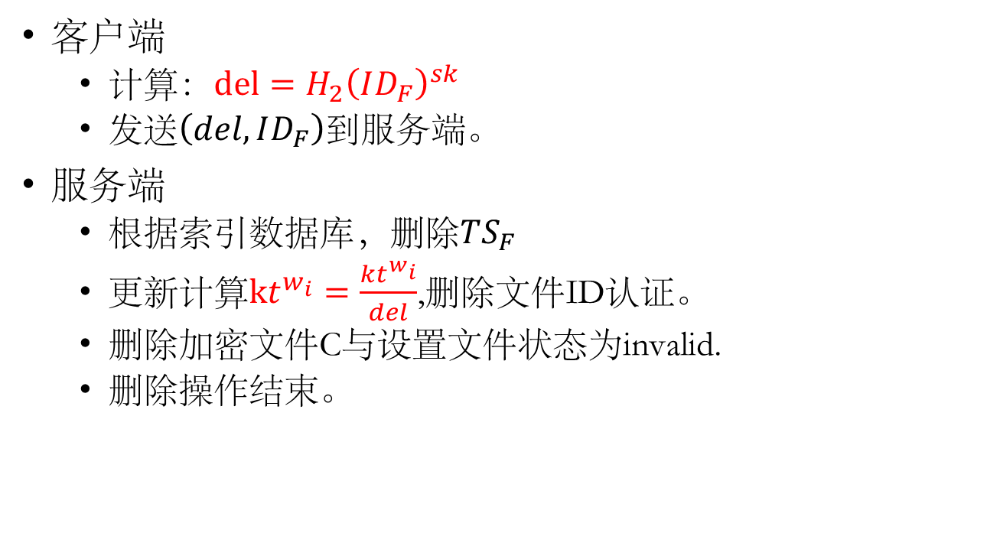 • 客户端
• 计算：del = H₂(ID_F)^{sk}
• 发送(del, ID_F)到服务端。
• 服务端
• 根据索引数据库，删除TS_F
• 更新计算kt^{w_i} = \frac{kt^{w_i}}{del},删除文件ID认证。
• 删除加密文件C与设置文件状态为invalid.
• 删除操作结束。